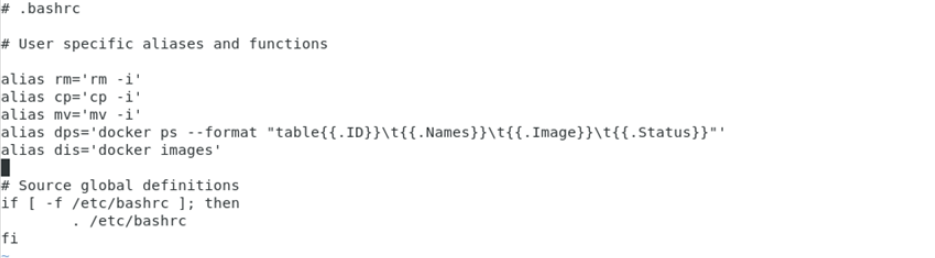 # .bashrc
# User specific aliases and functions
alias rm='rm -i'
alias cp='cp -i'
alias mv='mv -i'
alias dps='docker ps --format "table{{.ID}}\t{{.Names}}\t{{.Image}}\t{{.Status}}"'
alias dis='docker images'
# Source global definitions
if [ -f /etc/bashrc ]; then
        . /etc/bashrc
fi
~